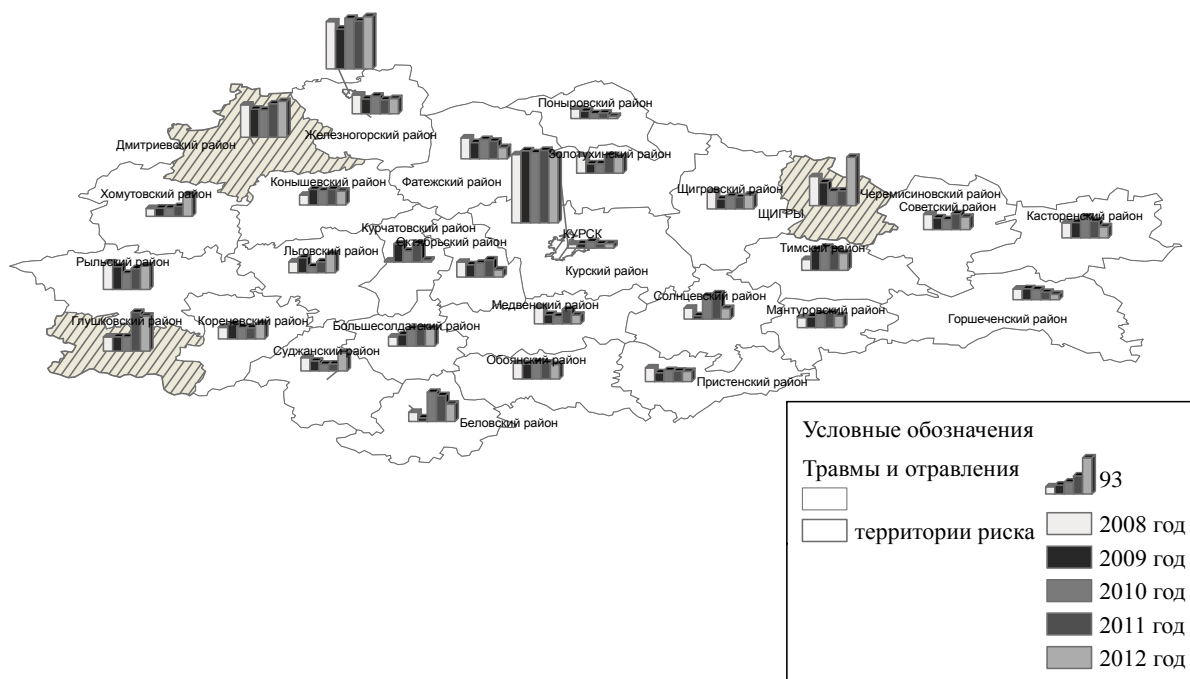 Поныровский район
Железногорский район
Дмитриевский район
Золотухинский район
Конышевский район
Фатежский район
Щигровский район
Хомутовский район
Черемисиновский район
Советский район
ЩИГРЫ
Касторенский район
Курчатовский район
Октябрьский район
КУРСК
Тимский район
Льговский район
Рыльский район
Курский район
Солнцевский район
Медвенский район
Мантуровский район
Горшеченский район
Глушковский район
Кореневский район
Большесолдатский район
Суджанский район
Обоянский район
Пристенский район
Беловский район
Условные обозначения
Травмы и отравления
93
территории риска
2008 год
2009 год
2010 год
2011 год
2012 год